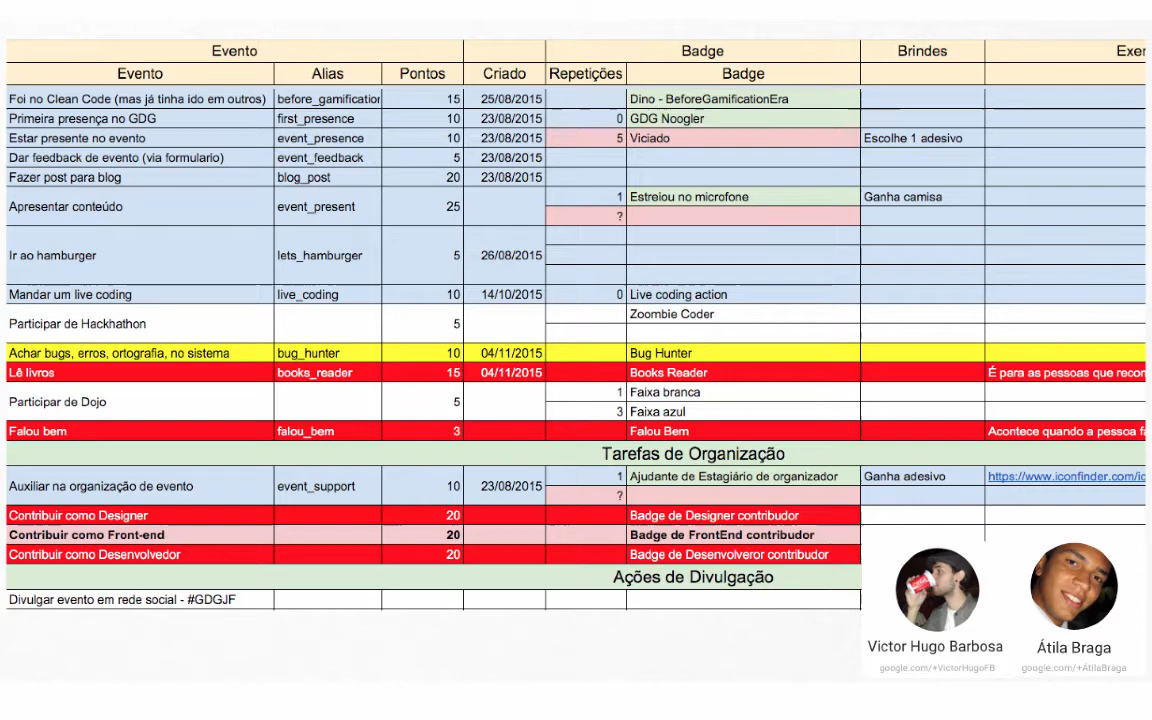 Evento Badge Brindes Exer
Evento Alias Pontos Criado Repetições Badge
Foi no Clean Code (mas já tinha ido em outros) before_gamification 15 25/08/2015 Dino - BeforeGamificationEra
Primeira presença no GDG first_presence 10 23/08/2015 0 GDG Noogler
Estar presente no evento event_presence 10 23/08/2015 5 Viciado Escolhe 1 adesivo
Dar feedback de evento (via formulario) event_feedback 5 23/08/2015
Fazer post para blog blog_post 20 23/08/2015
Apresentar conteúdo event_present 25 1 Estreiou no microfone Ganha camisa
?
Ir ao hamburger lets_hamburger 5 26/08/2015
Mandar um live coding live_coding 10 14/10/2015 0 Live coding action
Participar de Hackhathon 5 Zoombie Coder
Achar bugs, erros, ortografia, no sistema bug_hunter 10 04/11/2015 Bug Hunter
Lê livros books_reader 15 04/11/2015 Books Reader É para as pessoas que recon
Participar de Dojo 5 1 Faixa branca
3 Faixa azul
Falou bem falou_bem 3 Falou Bem Acontece quando a pessoa fa
Tarefas de Organização
Auxiliar na organização de evento event_support 10 23/08/2015 1 Ajudante de Estagiário de organizador Ganha adesivo https://www.iconfinder.com/ic
?
Contribuir como Designer 20 Badge de Designer contribudor
Contribuir como Front-end 20 Badge de FrontEnd contribudor
Contribuir como Desenvolvedor 20 Badge de Desenvolveror contribudor
Ações de Divulgação
Divulgar evento em rede social - #GDGJF
Victor Hugo Barbosa Átila Braga
google.com/+VictorHugoFB google.com/+ÁtilaBraga